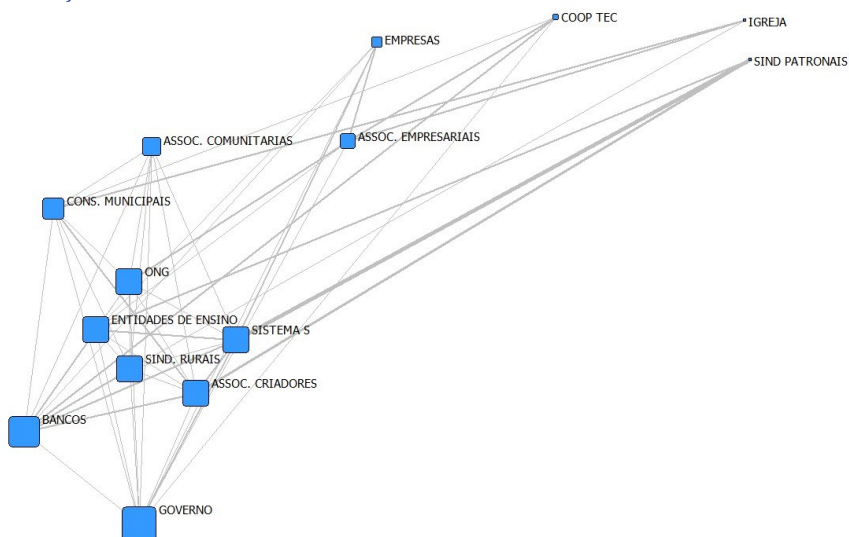 COOP TEC
IGREJA
EMPRESAS
SIND PATRONAIS
ASSOC. COMUNITARIAS
ASSOC. EMPRESARIAIS
CONS. MUNICIPAIS
ONG
ENTIDADES DE ENSINO
SISTEMA S
SIND. RURAIS
ASSOC. CRIADORES
BANCOS
GOVERNO